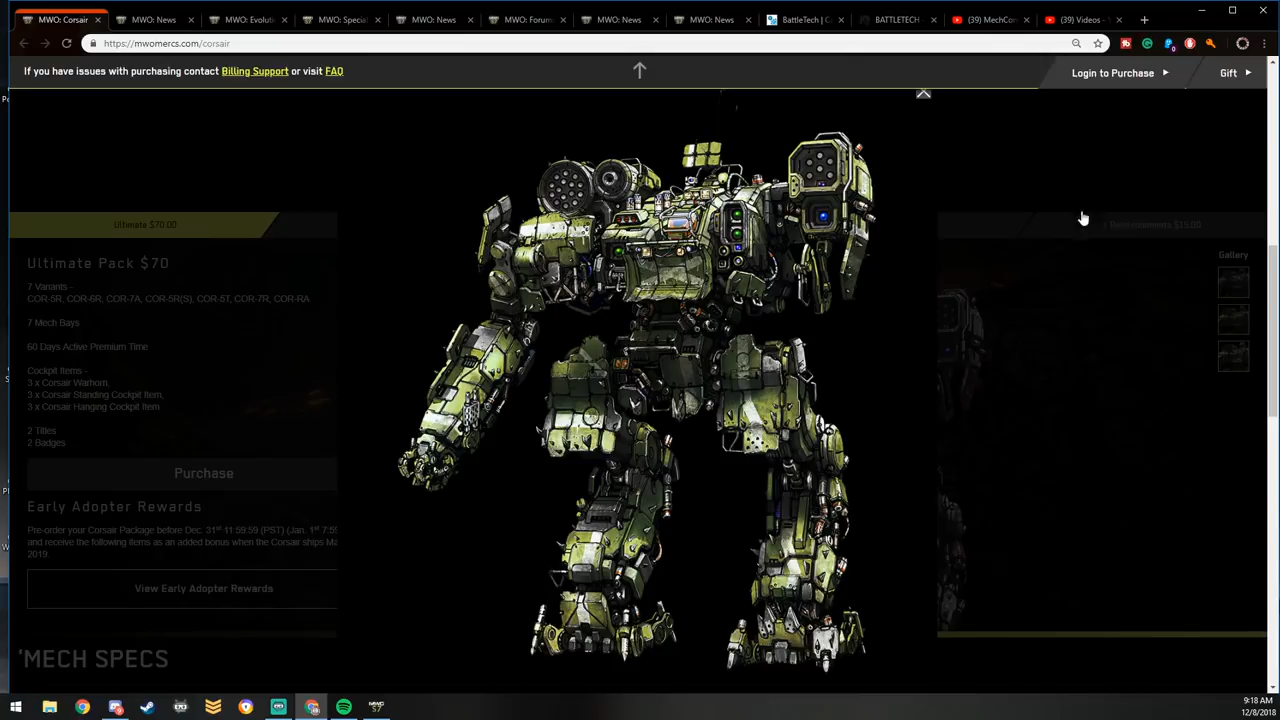 MWO: Corsair
MWO: News
MWO: Evoluti
MWO: Special
MWO: News
MWO: Forum
MWO: News
MWO: News
BattleTech | C
BATTLETECH
(39) MechCom
(39) Videos - Y
https://mwomercs.com/corsair
If you have issues with purchasing contact Billing Support or visit FAQ
Login to Purchase
Gift
Ultimate $70.00
Reinforcements $15.00
Ultimate Pack $70
Gallery
7 Variants -
COR-5R, COR-6R, COR-7A, COR-5R(S), COR-5T, COR-7R, COR-RA
7 Mech Bays
60 Days Active Premium Time
Cockpit Items -
3 x Corsair Warhorn,
3 x Corsair Standing Cockpit Item,
3 x Corsair Hanging Cockpit Item
2 Titles
2 Badges
Purchase
Early Adopter Rewards
Pre-order your Corsair Package before Dec. 31st 11:59:59 (PST) (Jan. 1st 7:59
and receive the following items as an added bonus when the Corsair ships Ma
2019.
View Early Adopter Rewards
'MECH SPECS
9:18 AM
12/8/2018